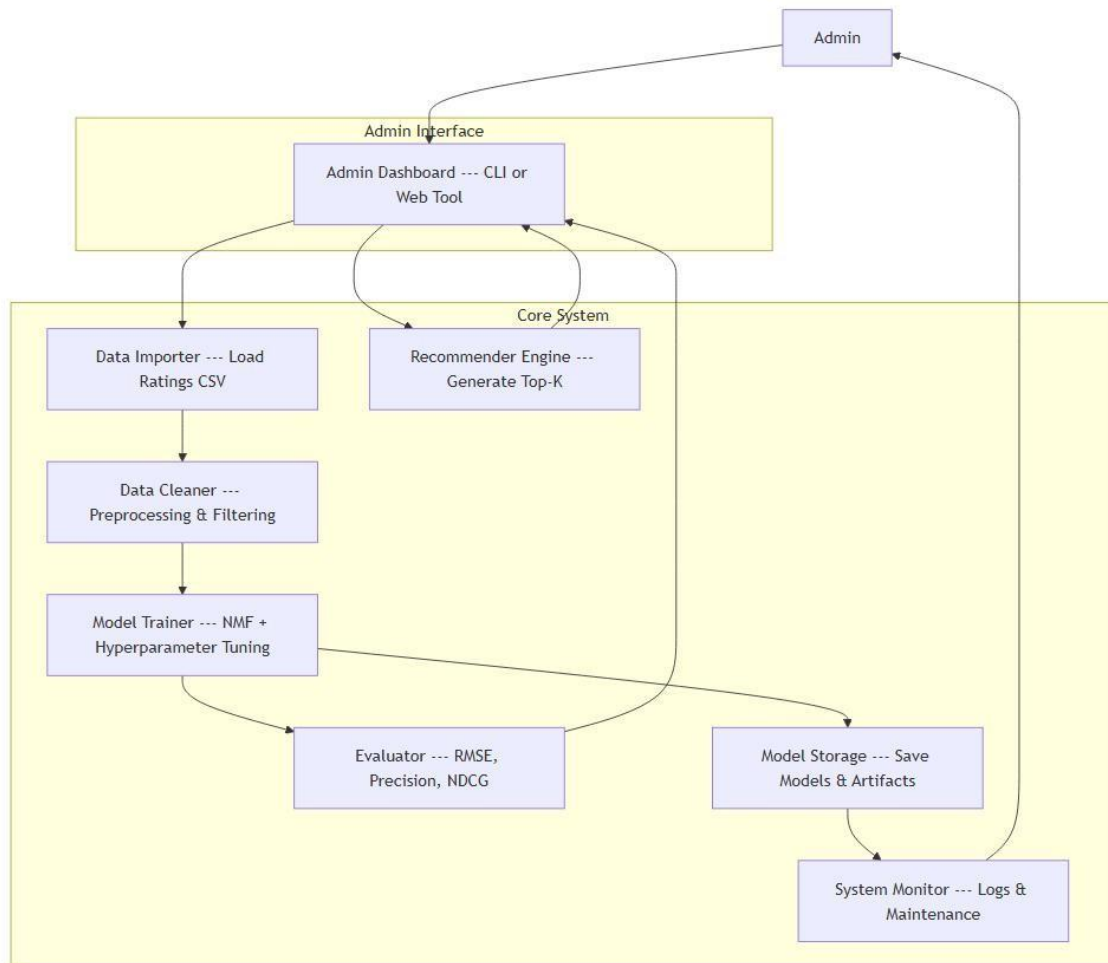 Admin
Admin Interface
Admin Dashboard --- CLI or
Web Tool
Core System
Data Importer --- Load
Ratings CSV
Recommender Engine ---
Generate Top-K
Data Cleaner ---
Preprocessing & Filtering
Model Trainer --- NMF +
Hyperparameter Tuning
Evaluator --- RMSE,
Precision, NDCG
Model Storage --- Save
Models & Artifacts
System Monitor --- Logs &
Maintenance